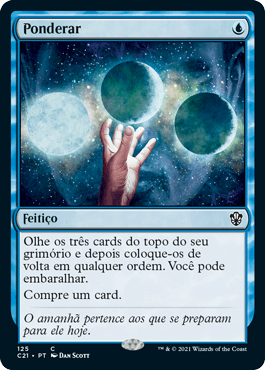 Ponderar
Feitiço
Olhe os três cards do topo do seu
grimório e depois coloque-os de
volta em qualquer ordem. Você pode
embaralhar.
Compre um card.
O amanhã pertence aos que se preparam
para ele hoje.
125 C
C21 • PT DAN SCOTT
™ & © 2021 Wizards of the Coast